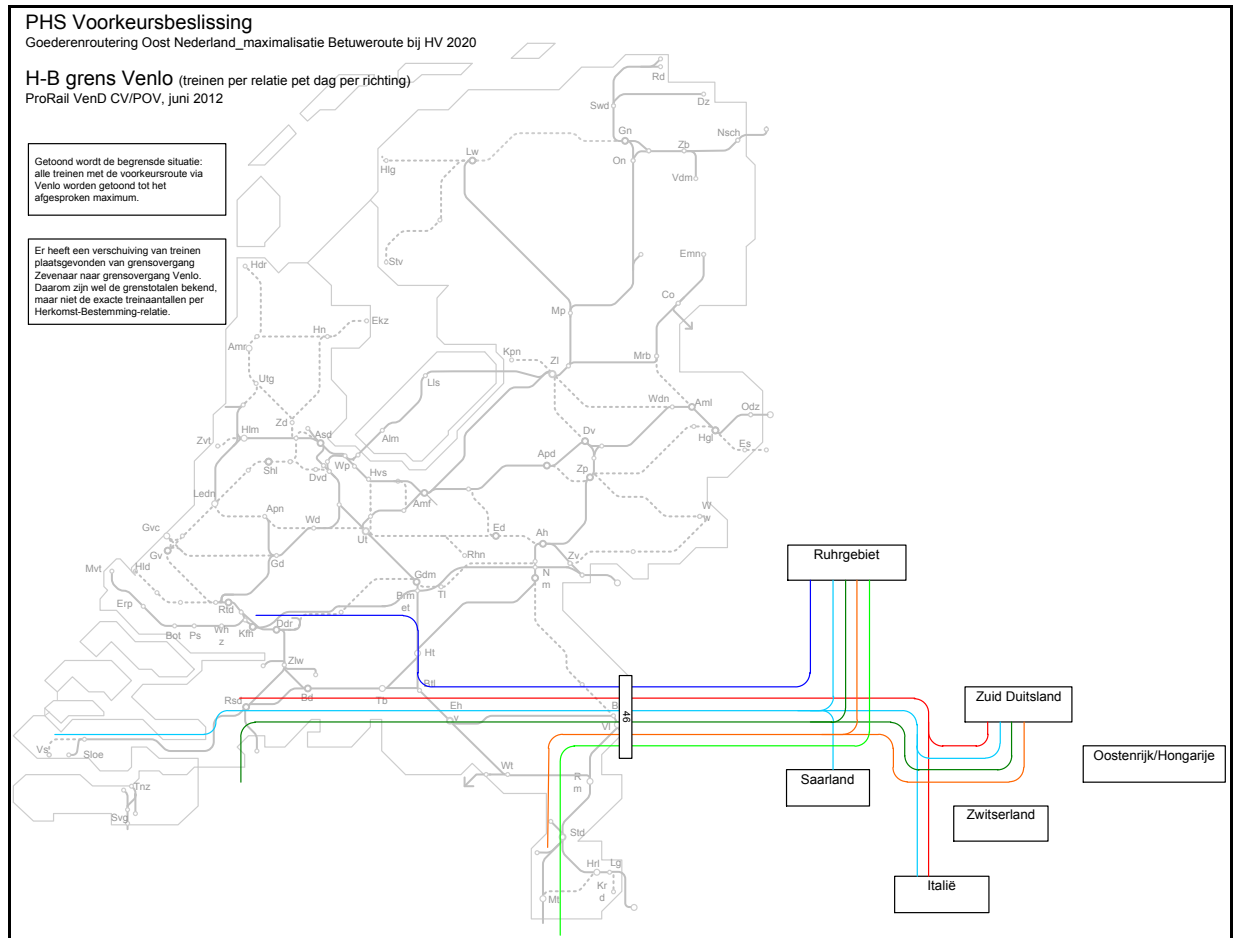 PHS Voorkeursbeslissing
Goederenroutering Oost Nederland_maximalisatie Betuweroute bij HV 2020
H-B grens Venlo (treinen per relatie pet dag per richting)
ProRail VenD CV/POV, juni 2012
Getoond wordt de begrensde situatie:
alle treinen met de voorkeursroute via
Venlo worden getoond tot het
afgesproken maximum.
Er heeft een verschuiving van treinen
plaatsgevonden van grensovergang
Zevenaar naar grensovergang Venlo.
Daarom zijn wel de grenstotalen bekend,
maar niet de exacte treinaantallen per
Herkomst-Bestemming-relatie.
Rd
Swd
Dz
Gn
Zb
Nsch
On
Vdm
Lw
Hlg
Stv
Hdr
Emn
Co
Mp
Hn
Ekz
Amr
Kpn
Zl
Mrb
Utg
Lls
Wdn
Aml
Odz
Zd
Zvt
Hlm
Asd
Alm
Dv
Hgl
Es
Shl
Dvd
Wp
Hvs
Apd
Zp
Ledn
Amf
Apn
Wd
Ut
Ed
W
w
Gvc
Gv
Gd
Rhn
Ah
Zv
Mvt
Hld
Gdm
N
m
Erp
Rtd
Brm
et
Tl
Bot
Ps
Wh
z
Kfn
Ddr
Zlw
Ht
Rsd
Bd
Tb
Btl
Eh
v
B
Vl
46
Vs
Sloe
Wt
R
m
Tnz
Svg
Std
Hrl
Lg
Kr
d
Mt
Ruhrgebiet
Zuid Duitsland
Oostenrijk/Hongarije
Saarland
Zwitserland
Italië